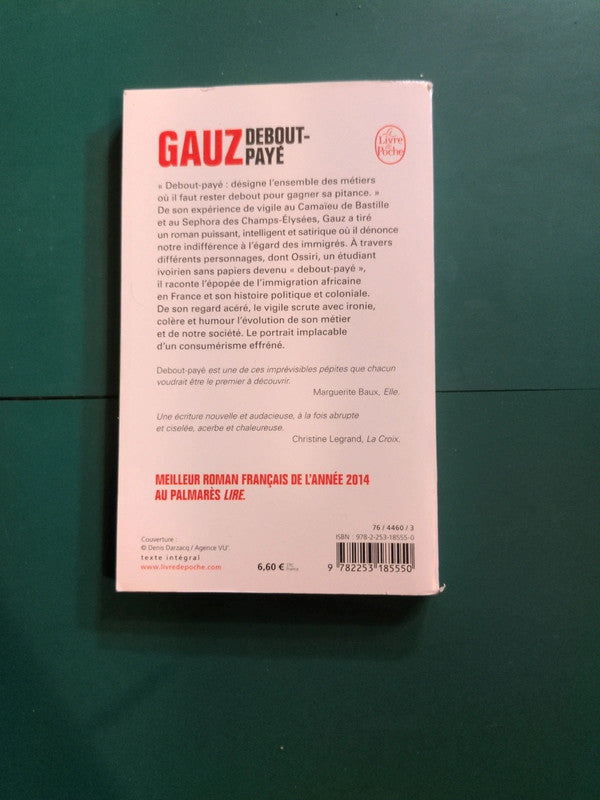 GAUZ DEBOUT-
PAYÉ
Le
Livre
de
Poche
« Debout-payé : désigne l'ensemble des métiers
où il faut rester debout pour gagner sa pitance. »
De son expérience de vigile au Camaïeu de Bastille
et au Sephora des Champs-Élysées, Gauz a tiré
un roman puissant, intelligent et satirique où il dénonce
notre indifférence à l'égard des immigrés. À travers
différents personnages, dont Ossiri, un étudiant
ivoirien sans papiers devenu « debout-payé »,
il raconte l'épopée de l'immigration africaine
en France et son histoire politique et coloniale.
De son regard acéré, le vigile scrute avec ironie,
colère et humour l'évolution de son métier
et de notre société. Le portrait implacable
d'un consumérisme effréné.
Debout-payé est une de ces imprévisibles pépites que chacun
voudrait être le premier à découvrir.
Marguerite Baux, Elle.
Une écriture nouvelle et audacieuse, à la fois abrupte
et ciselée, acerbe et chaleureuse.
Christine Legrand, La Croix.
MEILLEUR ROMAN FRANÇAIS DE L'ANNÉE 2014
AU PALMARÈS LIRE.
76 / 4460 / 3
Couverture :
© Denis Darzacq / Agence VU'.
texte intégral
www.livredepoche.com
6,60 €
France
ISBN : 978-2-253-18555-0
9 782253 185550